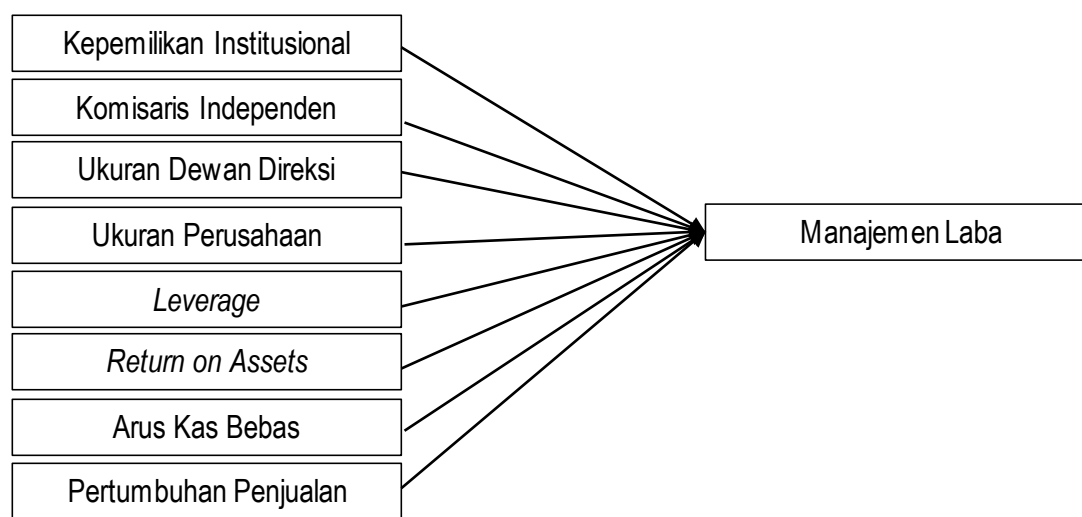 Kepemilikan Institusional
Komisaris Independen
Ukuran Dewan Direksi
Ukuran Perusahaan
Leverage
Return on Assets
Arus Kas Bebas
Pertumbuhan Penjualan
Manajemen Laba